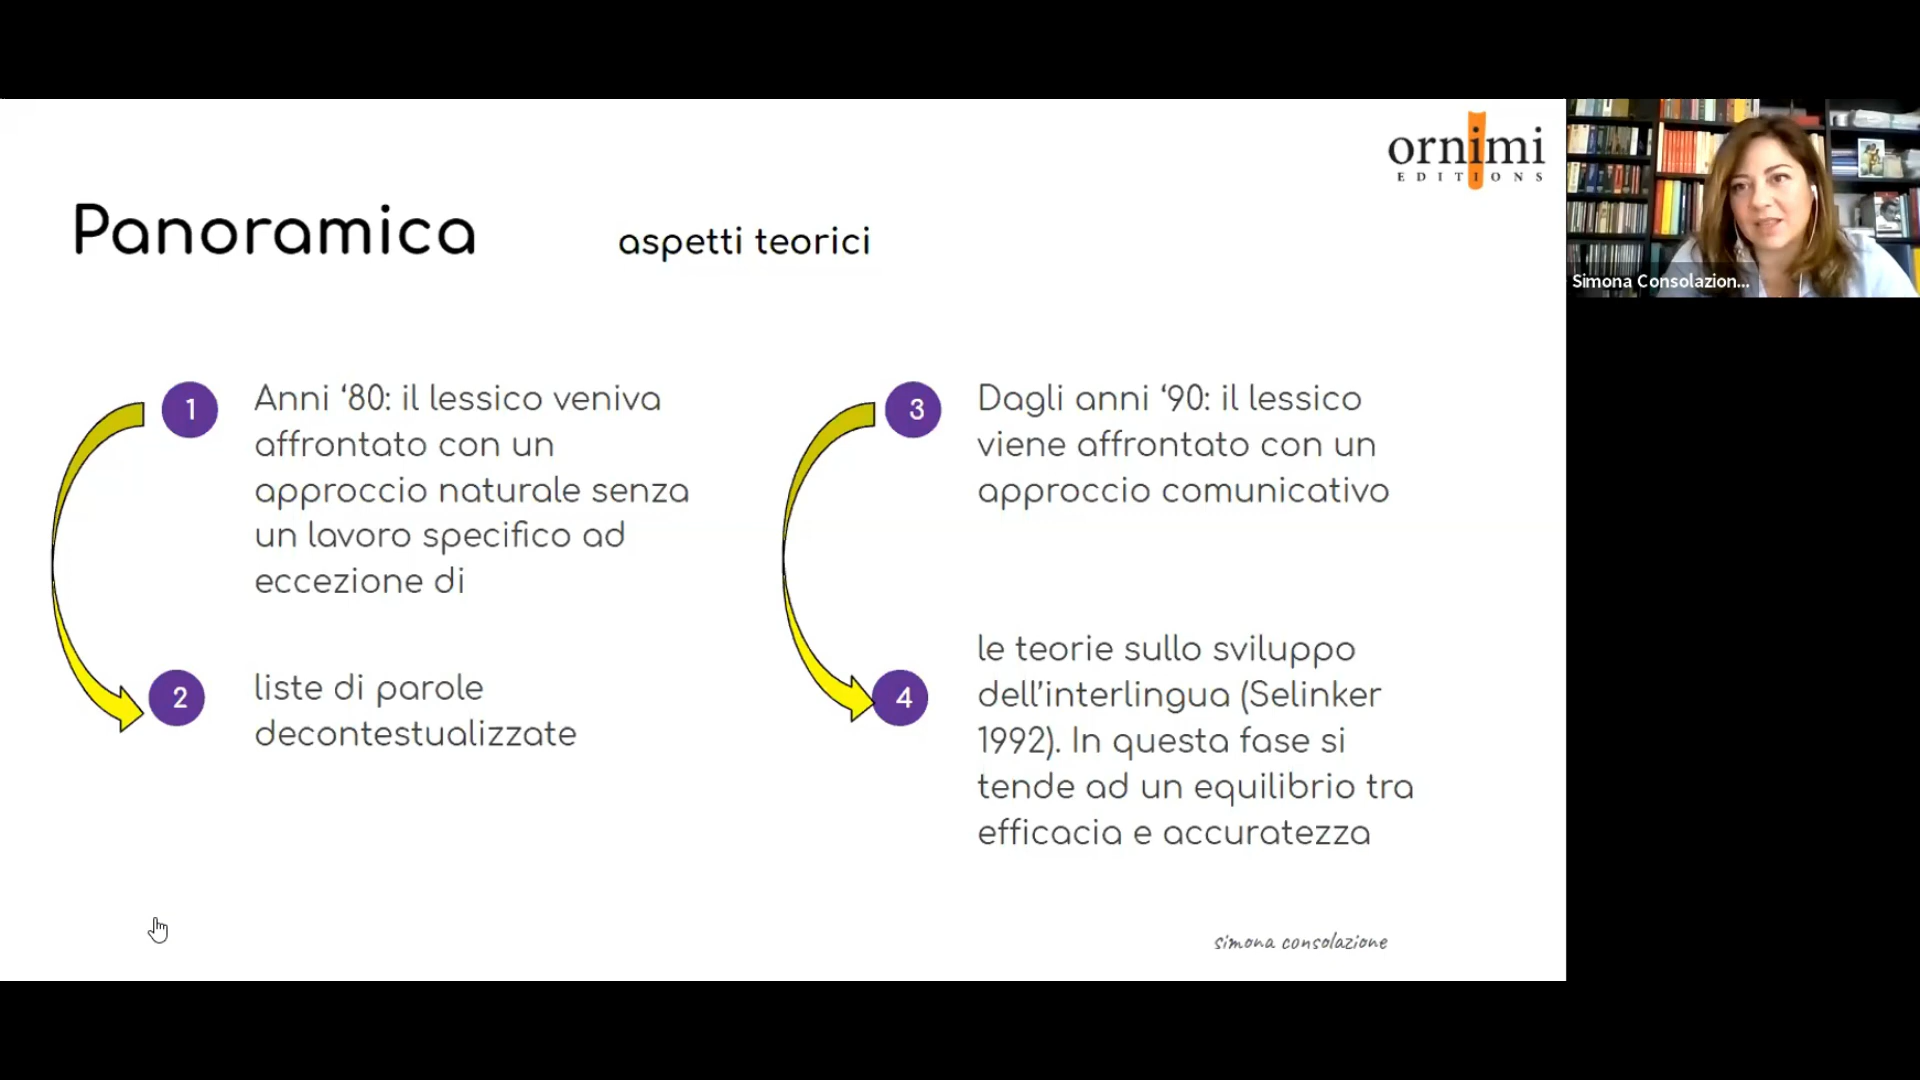 ornimi
EDITIONS
Panoramica
aspetti teorici
1
Anni ‘80: il lessico veniva
affrontato con un
approccio naturale senza
un lavoro specifico ad
eccezione di
2
liste di parole
decontestualizzate
3
Dagli anni ‘90: il lessico
viene affrontato con un
approccio comunicativo
4
le teorie sullo sviluppo
dell’interlingua (Selinker
1992). In questa fase si
tende ad un equilibrio tra
efficacia e accuratezza
simona consolazione
Simona Consolazion...